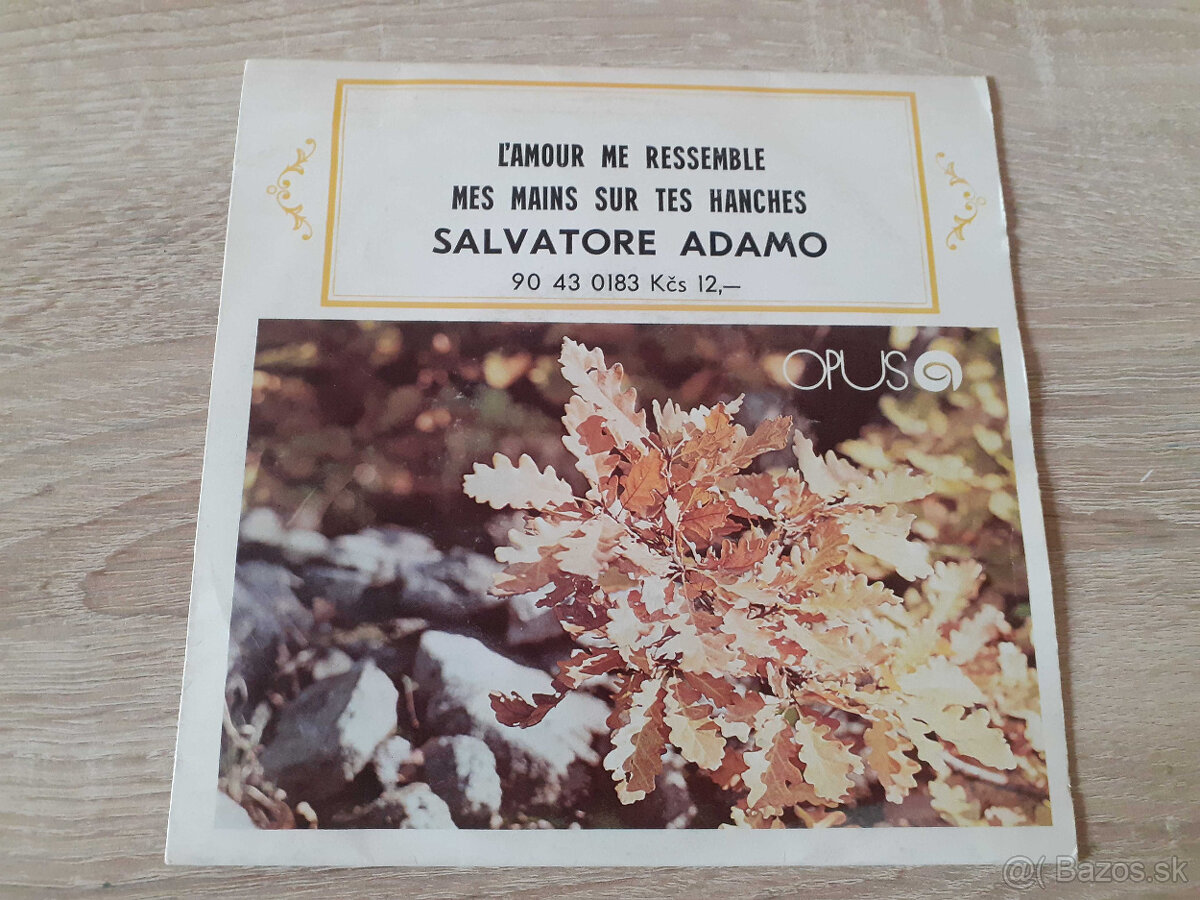 L'AMOUR ME RESSEMBLE
MES MAINS SUR TES HANCHES
SALVATORE ADAMO
90 43 0183 Kčs 12,—
OPUS
@( Bazos.sk